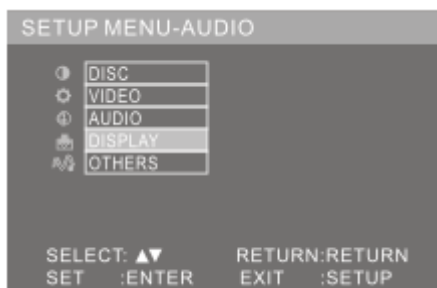 SETUP MENU-AUDIO
DISC
VIDEO
AUDIO
DISPLAY
OTHERS
SELECT: ▲▼ RETURN:RETURN
SET :ENTER EXIT :SETUP